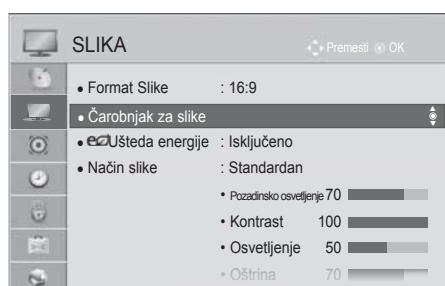 SLIKA Premesti OK
• Format Slike : 16:9
• Čarobnjak za slike
• eco Ušteda energije : Isključeno
• Način slike : Standardan
• Pozadinsko osvetljenje 70
• Kontrast 100
• Osvetljenje 50
• Oštrina 70